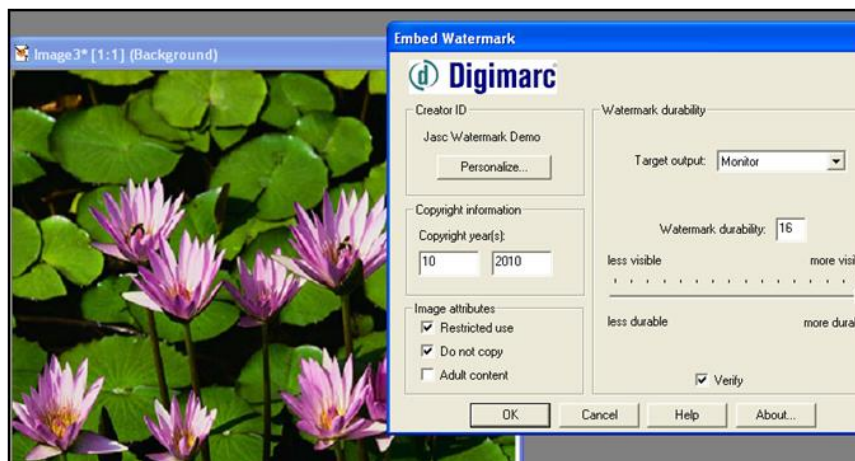 Image3* [1:1] (Background)
Embed Watermark
Digimarc
Creator ID
Jasc Watermark Demo
Personalize...
Copyright information
Copyright year(s):
10 2010
Image attributes
Restricted use
Do not copy
Adult content
Watermark durability
Target output: Monitor
Watermark durability: 16
less visible
less durable
Verify
OK Cancel Help About...